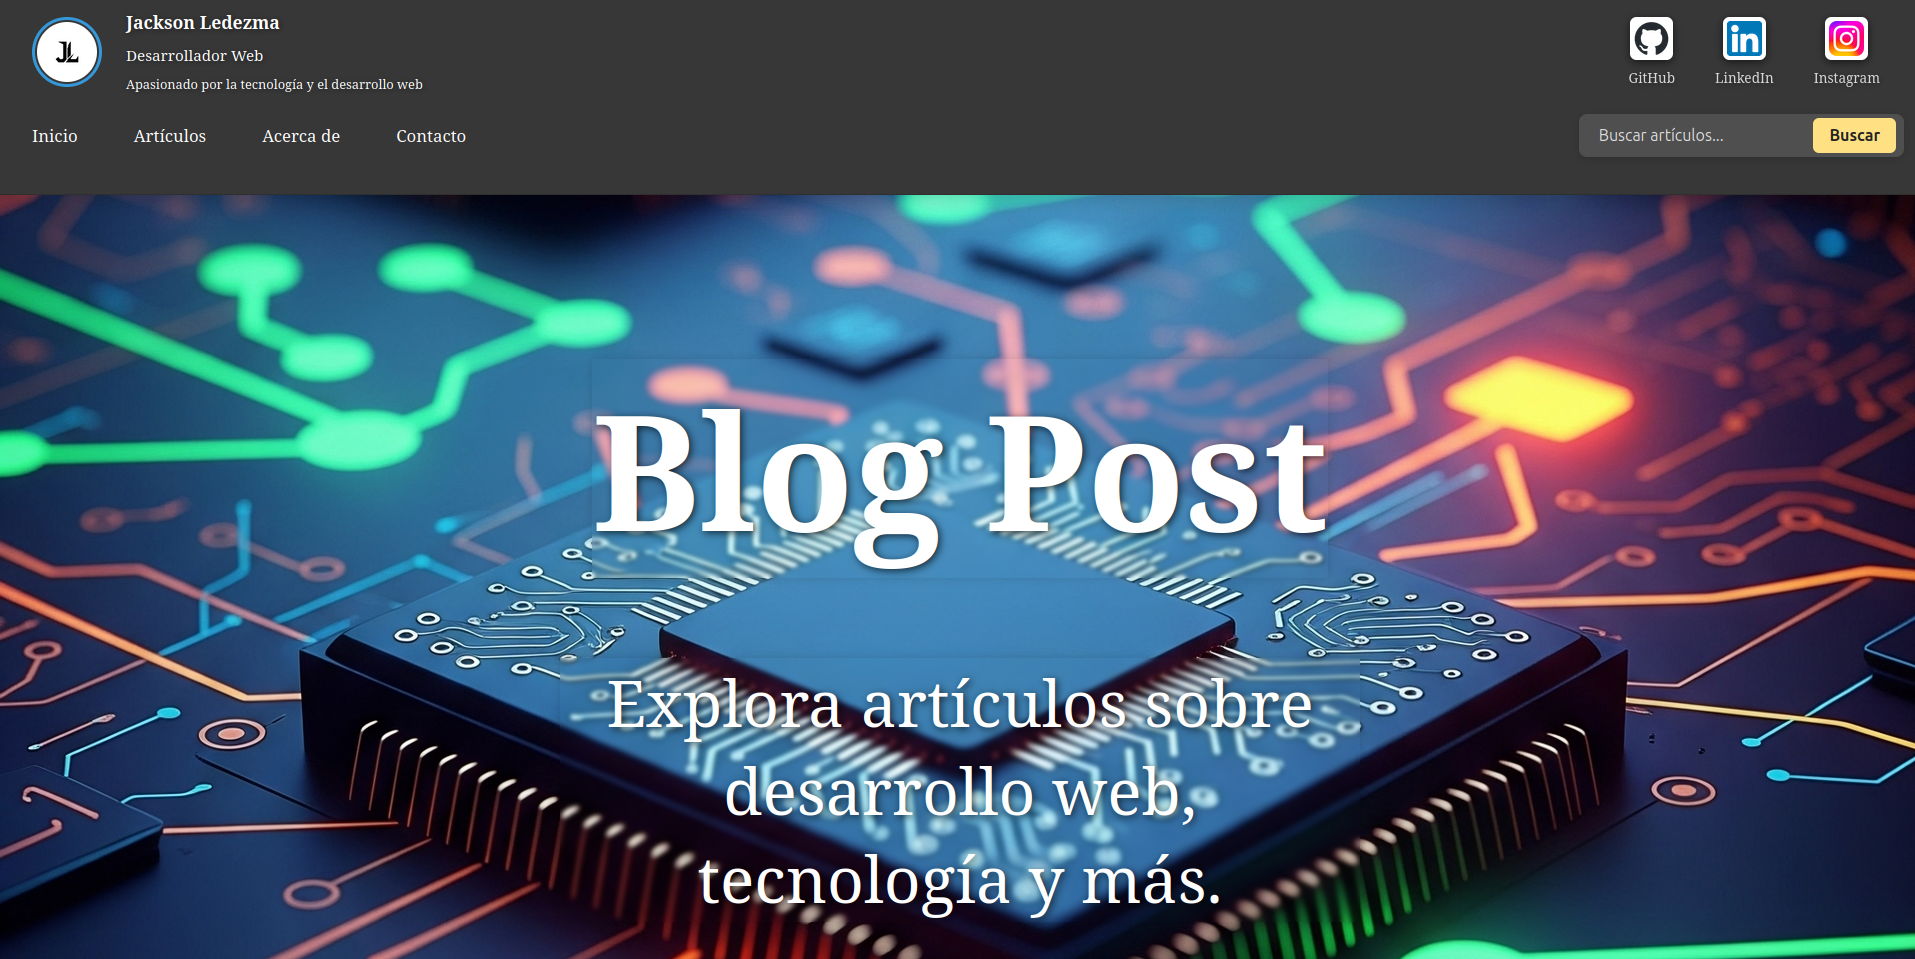 JL
Jackson Ledezma
Desarrollador Web
Apasionado por la tecnología y el desarrollo web
GitHub
LinkedIn
Instagram
in
Inicio
Artículos
Acerca de
Contacto
Buscar artículos...
Buscar
Blog Post
Explora artículos sobre
desarrollo web,
tecnología y más.